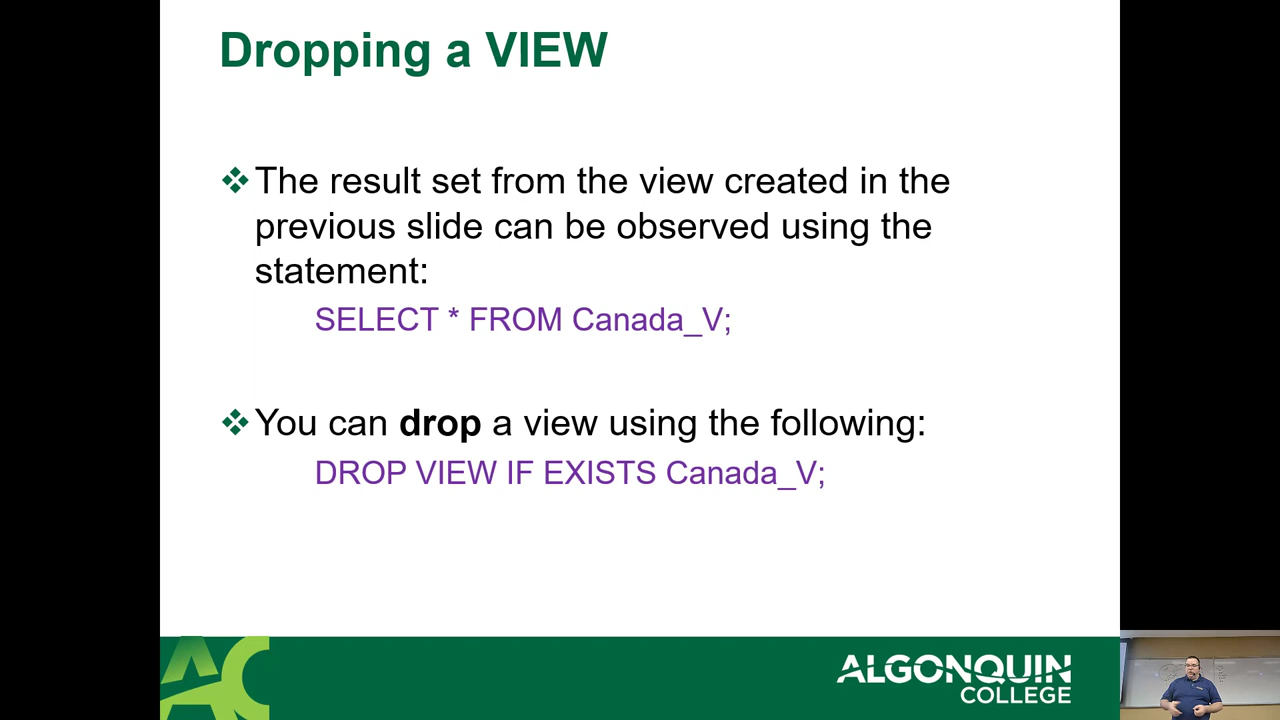 Dropping a VIEW
The result set from the view created in the
previous slide can be observed using the
statement:
SELECT * FROM Canada_V;
You can drop a view using the following:
DROP VIEW IF EXISTS Canada_V;
AC
ALGONQUIN
COLLEGE